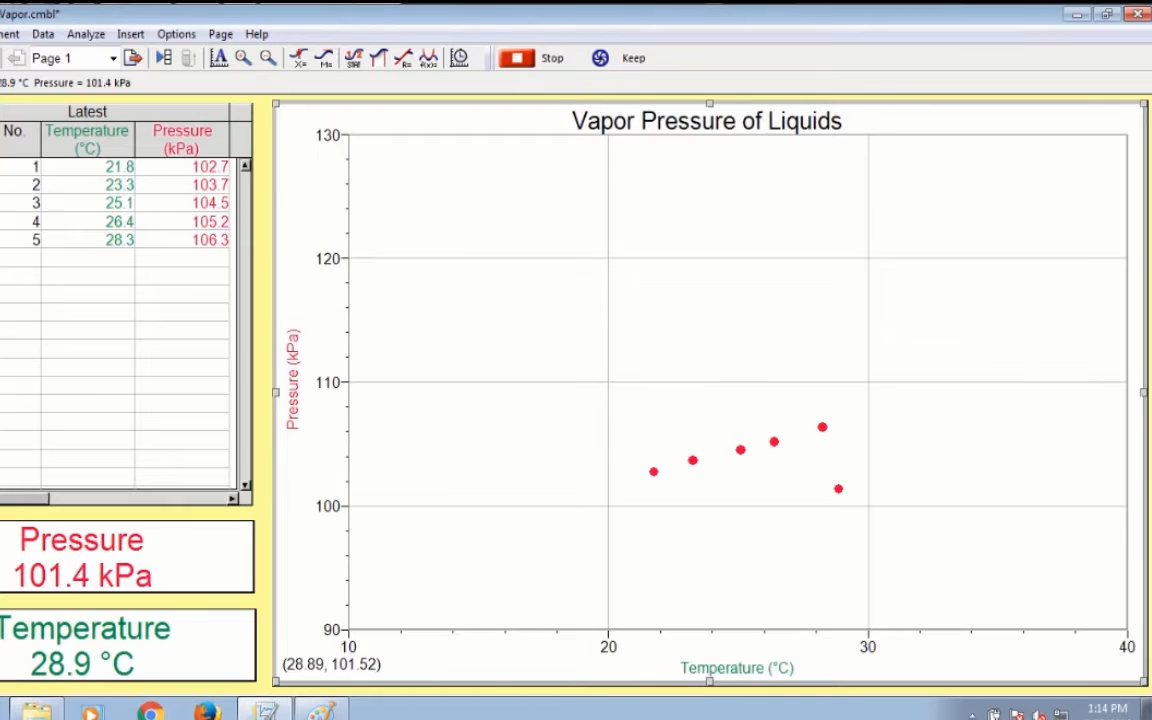 Vapor.cmbl*
ment Data Analyze Insert Options Page Help
Page 1 X= M= STAT R= f(x)= Stop Keep
28.9 °C Pressure = 101.4 kPa
Latest
No. Temperature Pressure
(°C) (kPa)
1 21.8 102.7
2 23.3 103.7
3 25.1 104.5
4 26.4 105.2
5 28.3 106.3
Pressure
101.4 kPa
Temperature
28.9 °C
Vapor Pressure of Liquids
130
120
110
100
90
Pressure (kPa)
10 20 30 40
(28.89, 101.52)
Temperature (°C)
1:14 PM